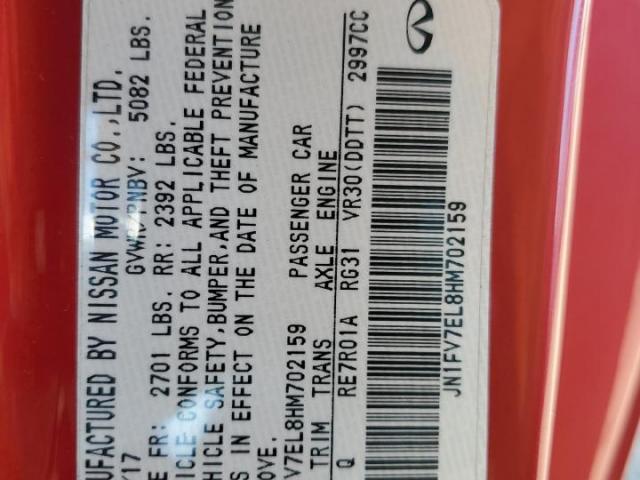 UFACTURED BY NISSAN MOTOR CO.,LTD.
/17 GVWR/PNBV: 5082 LBS.
E FR: 2701 LBS. RR: 2392 LBS.
ICLE CONFORMS TO ALL APPLICABLE FEDERAL
HICLE SAFETY,BUMPER,AND THEFT PREVENTION
S IN EFFECT ON THE DATE OF MANUFACTURE
OVE.
V7EL8HM702159 PASSENGER CAR
TRIM TRANS AXLE ENGINE
Q RE7R01A RG31 VR30(DDTT) 2997CC
JN1FV7EL8HM702159